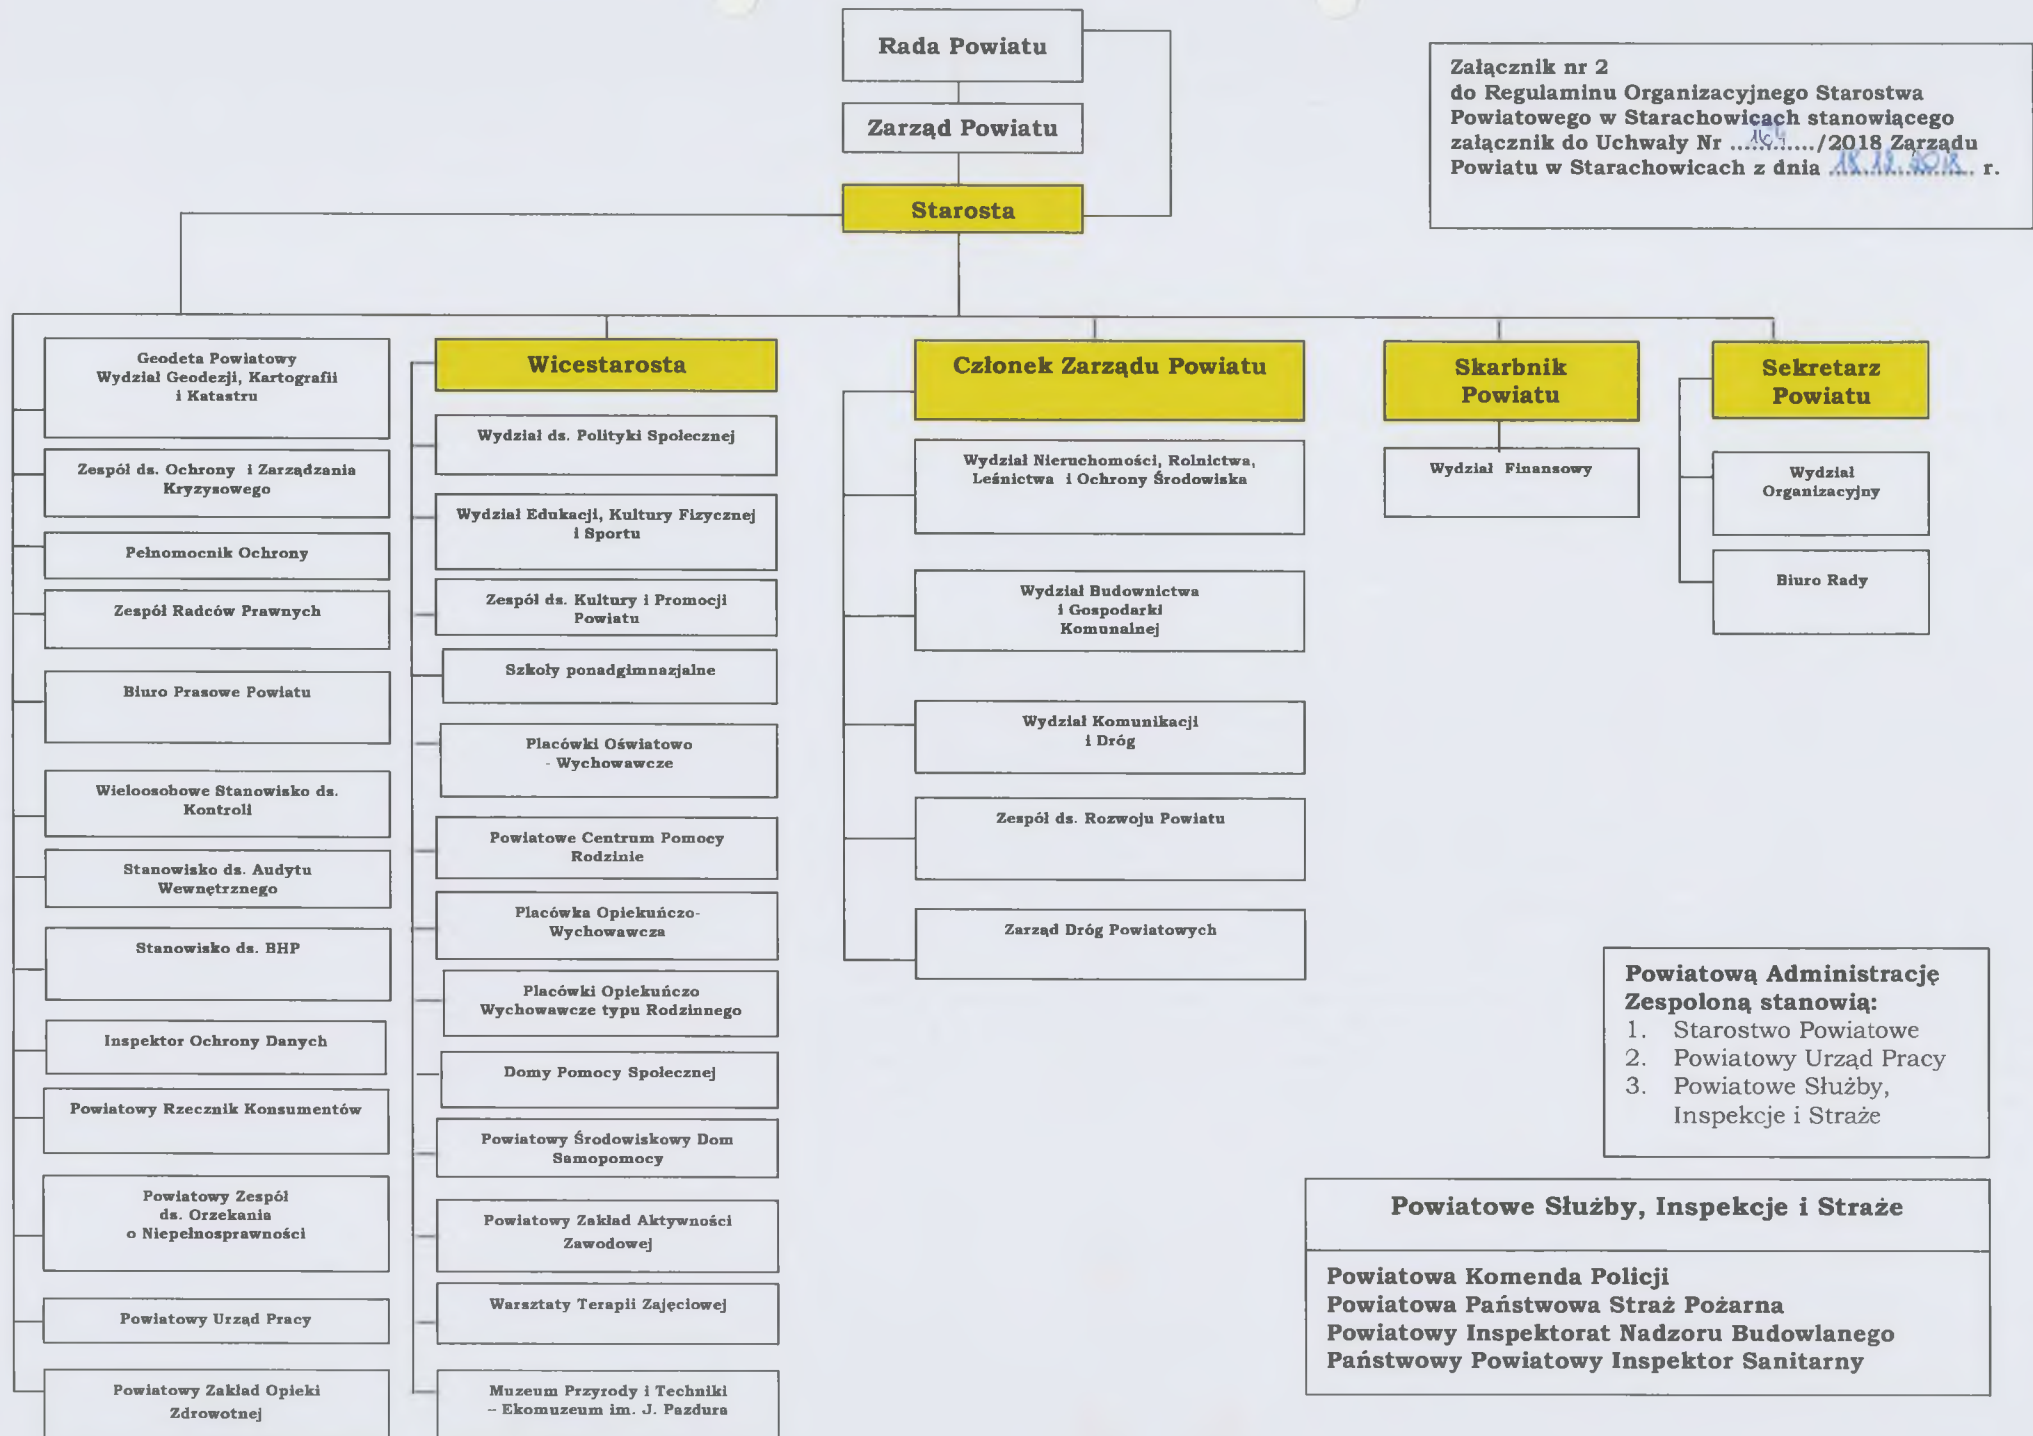 Rada Powiatu
Zarząd Powiatu
Starosta
Załącznik nr 2
do Regulaminu Organizacyjnego Starostwa
Powiatowego w Starachowicach stanowiącego
załącznik do Uchwały Nr ............/2018 Zarządu
Powiatu w Starachowicach z dnia 18.12.2018 r.
Geodeta Powiatowy
Wydział Geodezji, Kartografii
i Katastru
Zespół ds. Ochrony i Zarządzania
Kryzysowego
Pełnomocnik Ochrony
Zespół Radców Prawnych
Biuro Prasowe Powiatu
Wieloosobowe Stanowisko ds.
Kontroli
Stanowisko ds. Audytu
Wewnętrznego
Stanowisko ds. BHP
Inspektor Ochrony Danych
Powiatowy Rzecznik Konsumentów
Powiatowy Zespół
ds. Orzekania
o Niepełnosprawności
Powiatowy Urząd Pracy
Powiatowy Zakład Opieki
Zdrowotnej
Wicestarosta
Wydział ds. Polityki Społecznej
Wydział Edukacji, Kultury Fizycznej
i Sportu
Zespół ds. Kultury i Promocji
Powiatu
Szkoły ponadgimnazjalne
Placówki Oświatowo
- Wychowawcze
Powiatowe Centrum Pomocy
Rodzinie
Placówka Opiekuńczo-
Wychowawcza
Placówki Opiekuńczo
Wychowawcze typu Rodzinnego
Domy Pomocy Społecznej
Powiatowy Środowiskowy Dom
Samopomocy
Powiatowy Zakład Aktywności
Zawodowej
Warsztaty Terapii Zajęciowej
Muzeum Przyrody i Techniki
– Ekomuzeum im. J. Pazdura
Członek Zarządu Powiatu
Wydział Nieruchomości, Rolnictwa,
Leśnictwa i Ochrony Środowiska
Wydział Budownictwa
i Gospodarki
Komunalnej
Wydział Komunikacji
i Dróg
Zespół ds. Rozwoju Powiatu
Zarząd Dróg Powiatowych
Skarbnik
Powiatu
Wydział Finansowy
Sekretarz
Powiatu
Wydział
Organizacyjny
Biuro Rady
Powiatową Administrację
Zespoloną stanowią:
1. Starostwo Powiatowe
2. Powiatowy Urząd Pracy
3. Powiatowe Służby,
Inspekcje i Straże
Powiatowe Służby, Inspekcje i Straże
Powiatowa Komenda Policji
Powiatowa Państwowa Straż Pożarna
Powiatowy Inspektorat Nadzoru Budowlanego
Państwowy Powiatowy Inspektor Sanitarny